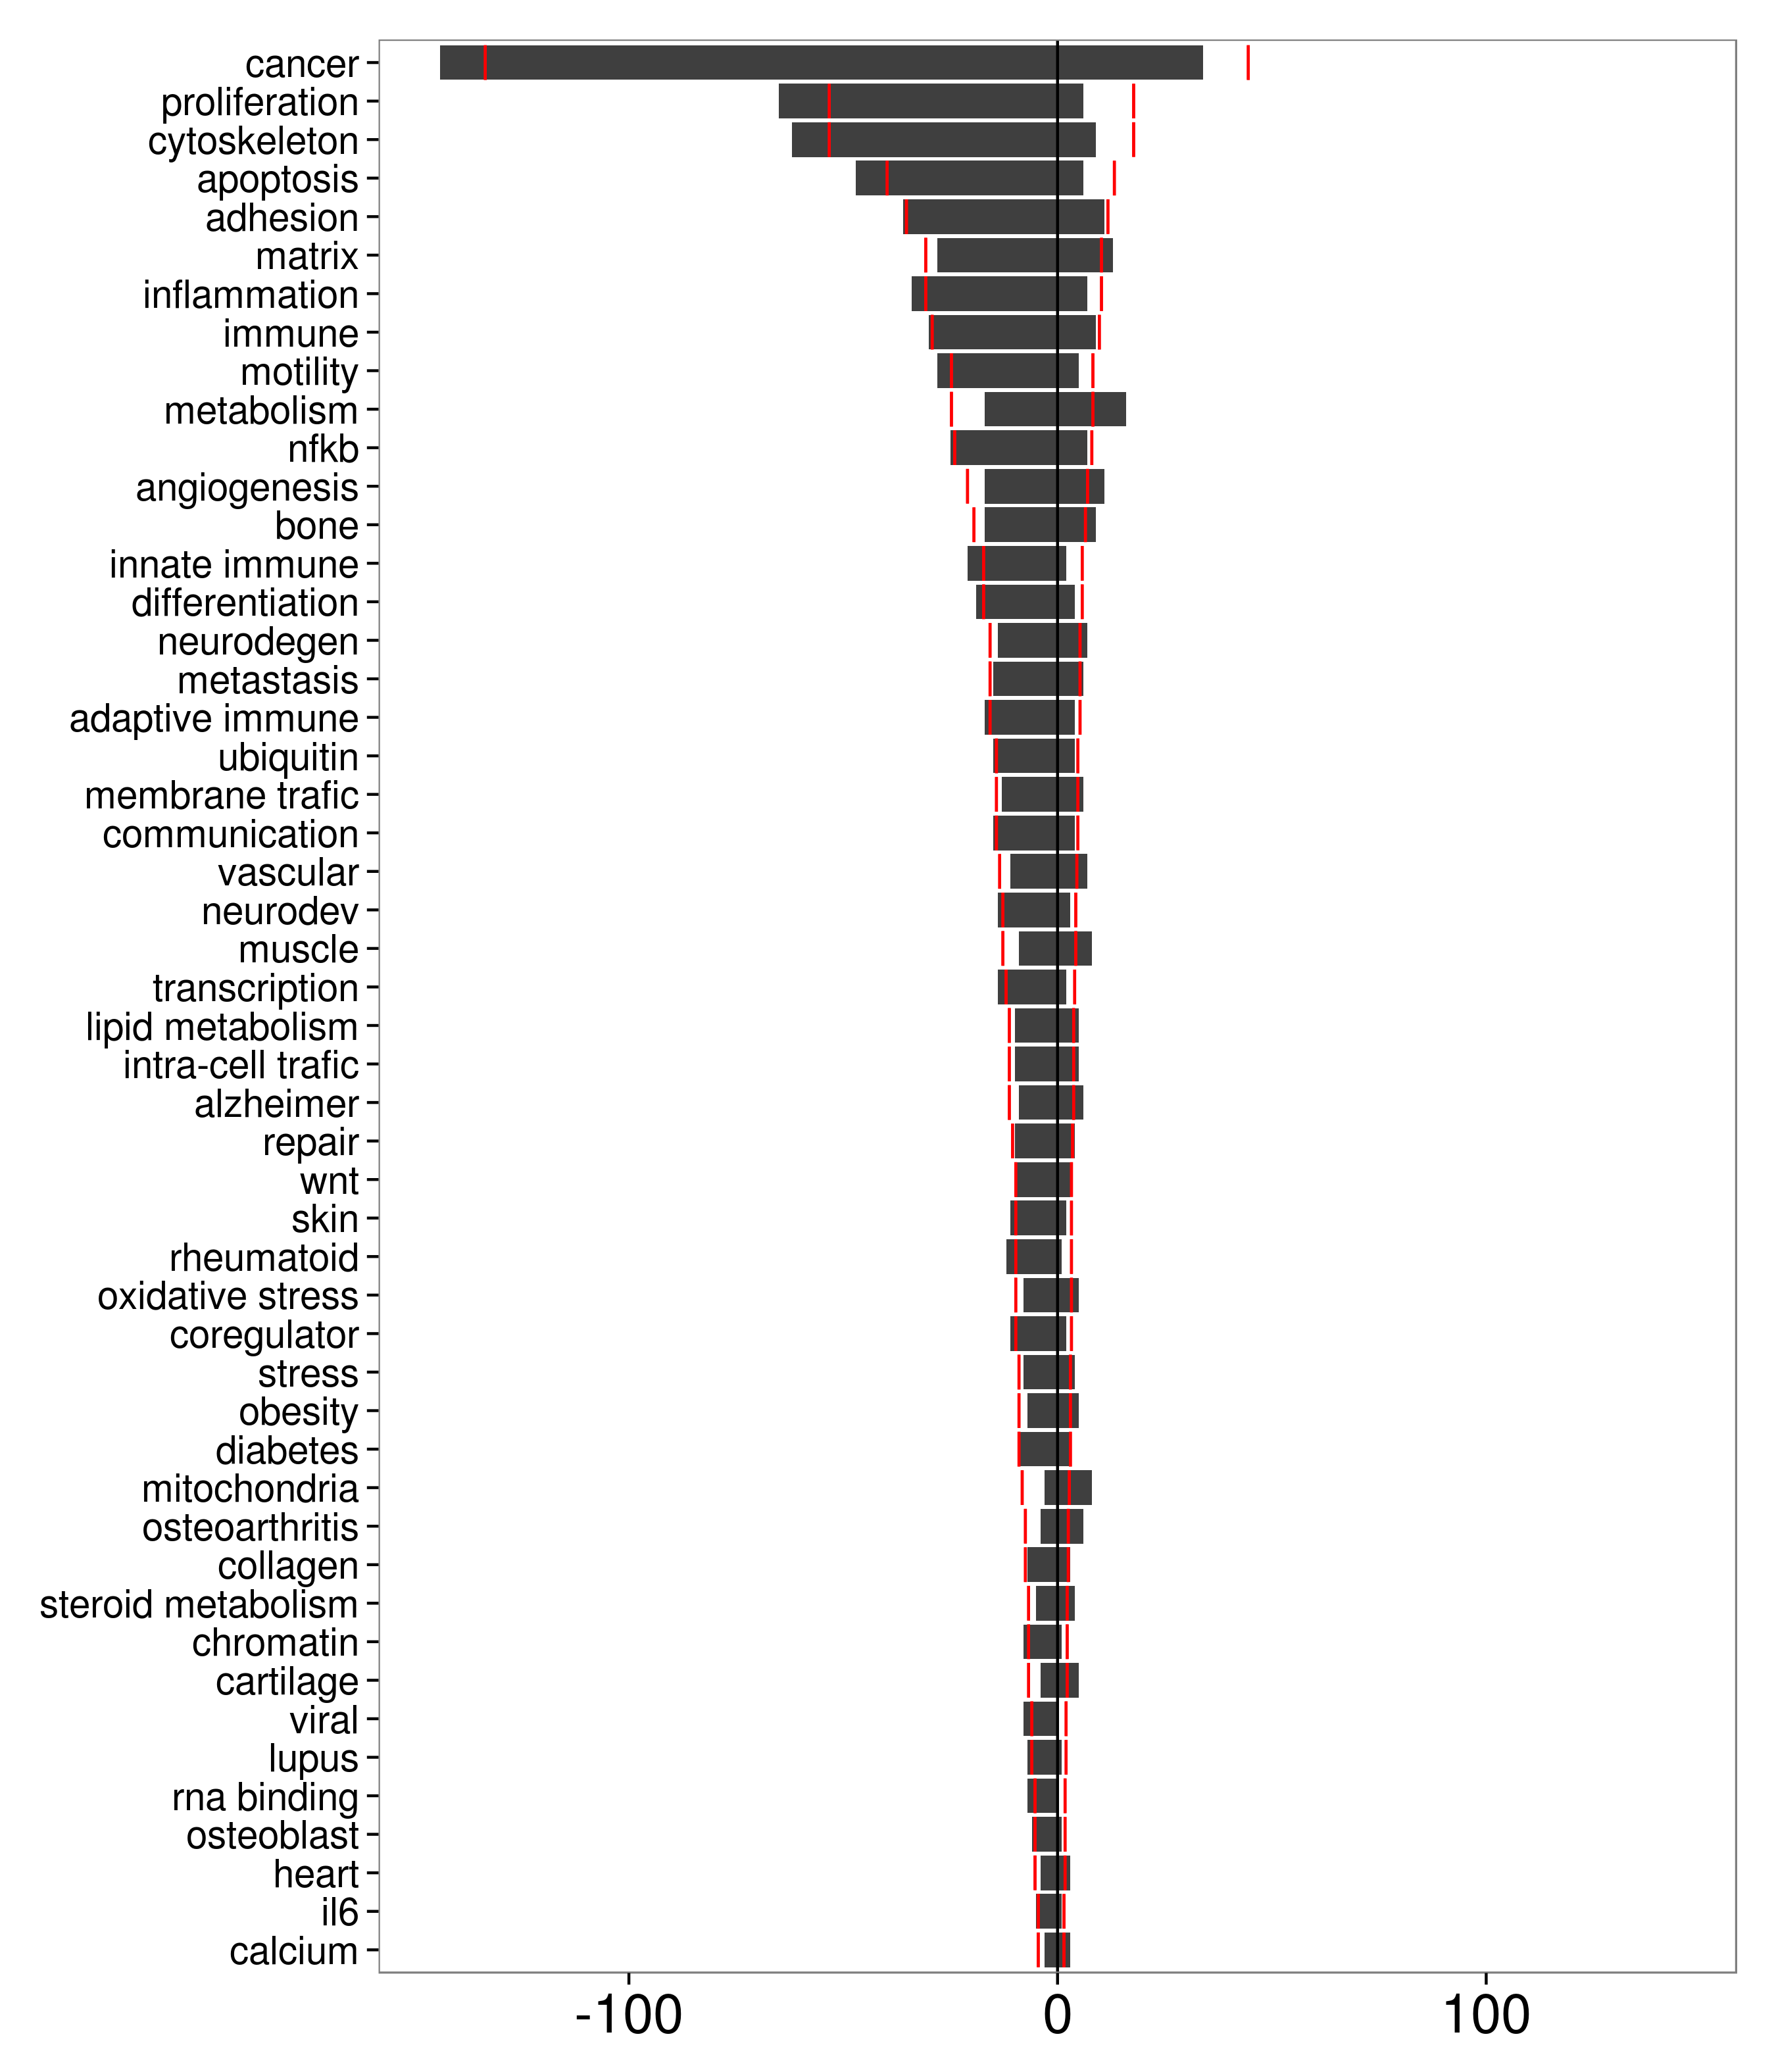 cancer
proliferation
cytoskeleton
apoptosis
adhesion
matrix
inflammation
immune
motility
metabolism
nfkb
angiogenesis
bone
innate immune
differentiation
neurodegen
metastasis
adaptive immune
ubiquitin
membrane trafic
communication
vascular
neurodev
muscle
transcription
lipid metabolism
intra-cell trafic
alzheimer
repair
wnt
skin
rheumatoid
oxidative stress
coregulator
stress
obesity
diabetes
mitochondria
osteoarthritis
collagen
steroid metabolism
chromatin
cartilage
viral
lupus
rna binding
osteoblast
heart
il6
calcium
-100 0 100